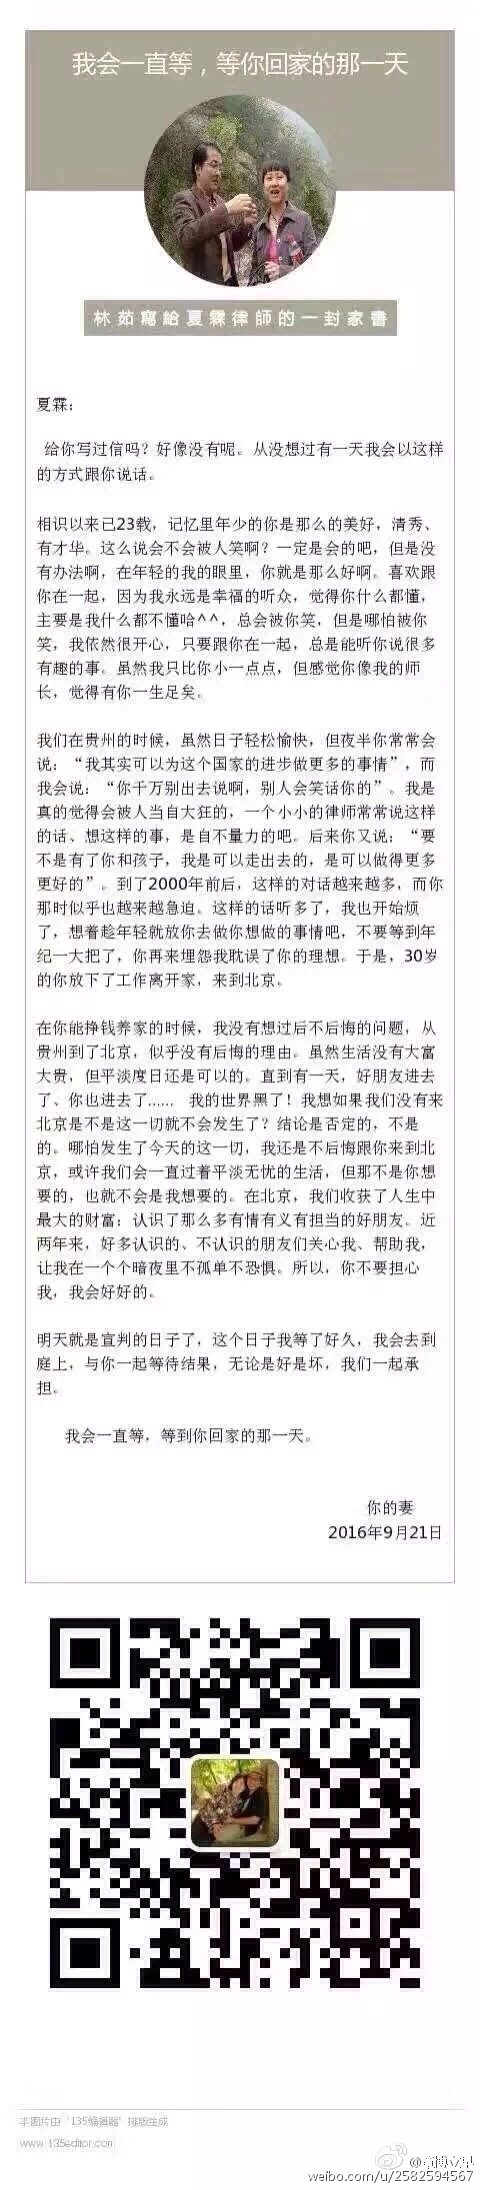 我会一直等，等你回家的那一天
林茹寫給夏霖律師的一封家書
夏霖：
给你写过信吗？好像没有呢。从没想过有一天我会以这样
的方式跟你说话。
相识以来已23载，记忆里年少的你是那么的美好，清秀、
有才华。这么说会不会被人笑啊？一定是会的吧，但是没
有办法啊，在年轻的我的眼里，你就是那么好啊。喜欢跟
你在一起，因为我永远是幸福的听众，觉得你什么都懂，
主要是我什么都不懂哈^^，总会被你笑，但是哪怕被你
笑，我依然很开心，只要跟你在一起，总是能听你说很多
有趣的事。虽然我只比你小一点点，但感觉你像我的师
长，觉得有你一生足矣。
我们在贵州的时候，虽然日子轻松愉快，但夜半你常常会
说：“我其实可以为这个国家的进步做更多的事情”，而
我会说：“你千万别出去说啊，别人会笑话你的”。我是
真的觉得会被人当自大狂的，一个小小的律师常常说这样
的话、想这样的事，是自不量力的吧。后来你又说：“要
不是有了你和孩子，我是可以走出去的，是可以做得更多
更好的”。到了2000年前后，这样的对话越来越多，而你
那时似乎也越来越急迫。这样的话听多了，我也开始烦
了，想着趁年轻就放你去做你想做的事情吧，不要等到年
纪一大把了，你再来埋怨我耽误了你的理想。于是，30岁
的你放下了工作离开家，来到北京。
在你能挣钱养家的时候，我没有想过后不后悔的问题，从
贵州到了北京，似乎没有后悔的理由。虽然生活没有大富
大贵，但平淡度日还是可以的。直到有一天，好朋友进去
了、你也进去了…… 我的世界黑了！我想如果我们没有来
北京是不是这一切就不会发生了？结论是否定的，不是
的。哪怕发生了今天的这一切，我还是不后悔跟你来到北
京，或许我们会一直过着平淡无忧的生活，但那不是你想
要的，也就不会是我想要的。在北京，我们收获了人生中
最大的财富：认识了那么多有情有义有担当的好朋友。近
两年来，好多认识的、不认识的朋友们关心我、帮助我，
让我在一个个暗夜里不孤单不恐惧。所以，你不要担心
我，我会好好的。
明天就是宣判的日子了，这个日子我等了好久，我会去到
庭上，与你一起等待结果，无论是好是坏，我们一起承
担。
我会一直等，等到你回家的那一天。
你的妻
2016年9月21日
本图片由“135编辑器”排版生成
www.135editor.com
weibo.com/u/2582594567